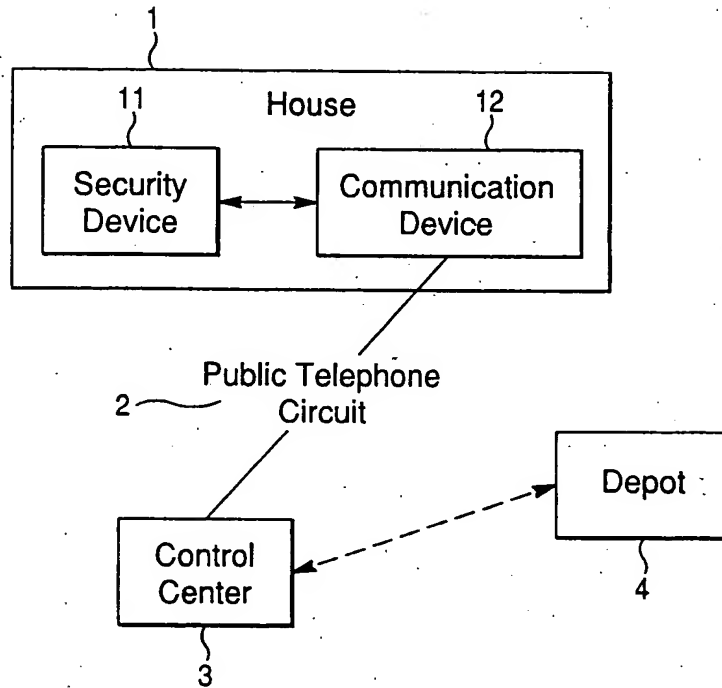 1
House
11
12
Security
Device
Communication
Device
Public Telephone
Circuit
2
Depot
Control
Center
4
3